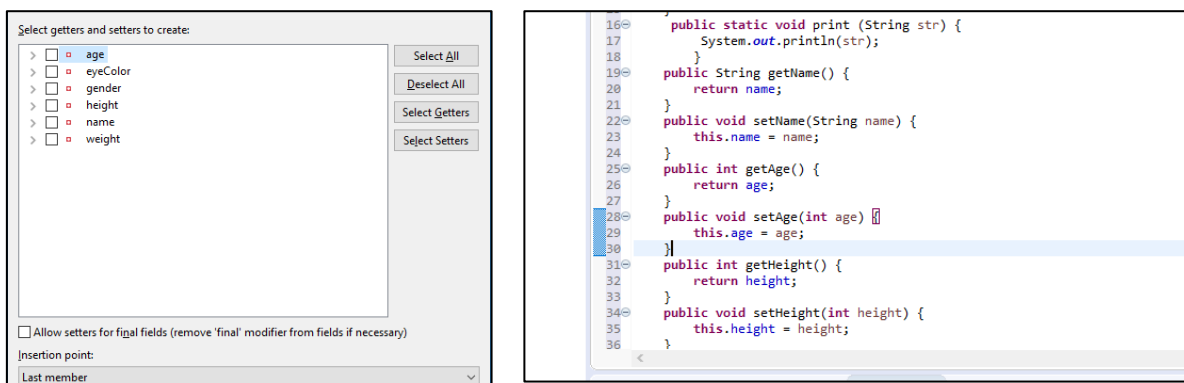 Select getters and setters to create:
age
eyeColor
gender
height
name
weight
Select All
Deselect All
Select Getters
Select Setters
Allow setters for final fields (remove 'final' modifier from fields if necessary)
Insertion point:
Last member
16 public static void print (String str) {
17 System.out.println(str);
18 }
19 public String getName() {
20 return name;
21 }
22 public void setName(String name) {
23 this.name = name;
24 }
25 public int getAge() {
26 return age;
27 }
28 public void setAge(int age) {
29 this.age = age;
30 }
31 public int getHeight() {
32 return height;
33 }
34 public void setHeight(int height) {
35 this.height = height;
36 }